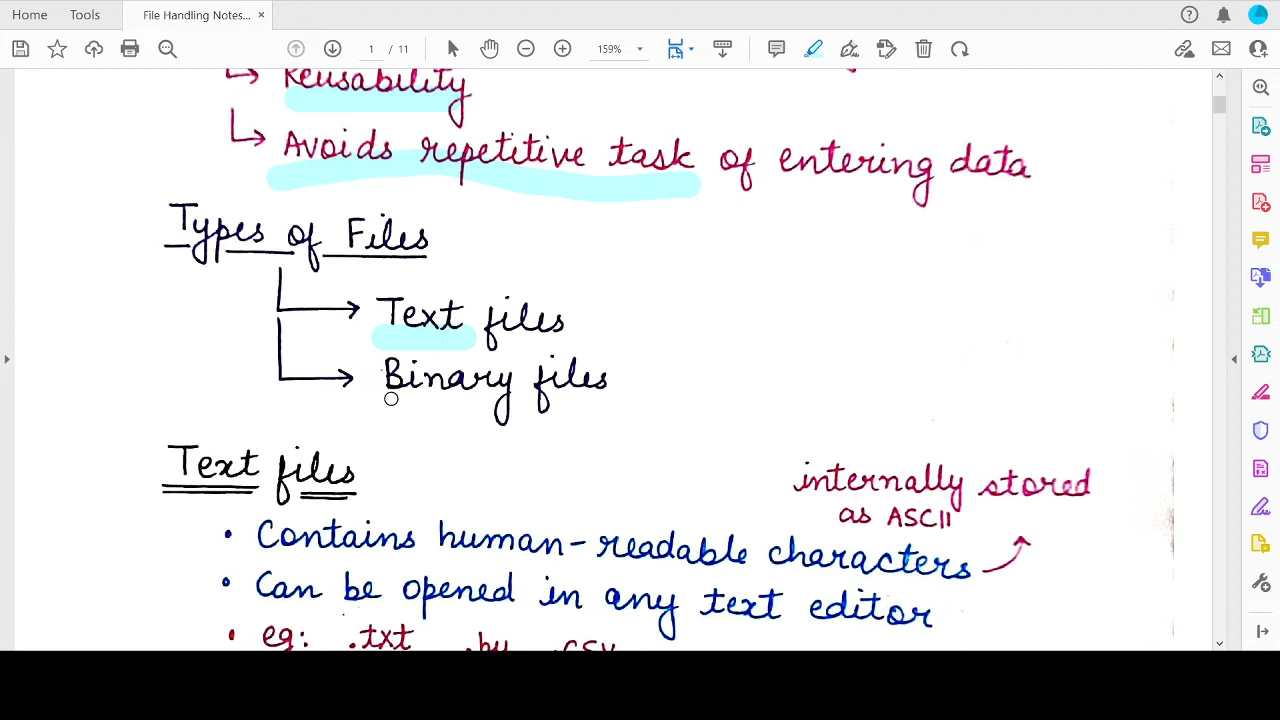 Home Tools File Handling Notes... ×
1 / 11 159%
Reusability
Avoids repetitive task of entering data
Types of Files
Text files
Binary files
Text files
internally stored
as ASCII
• Contains human-readable characters
• Can be opened in any text editor
• eg: .txt .py .csv